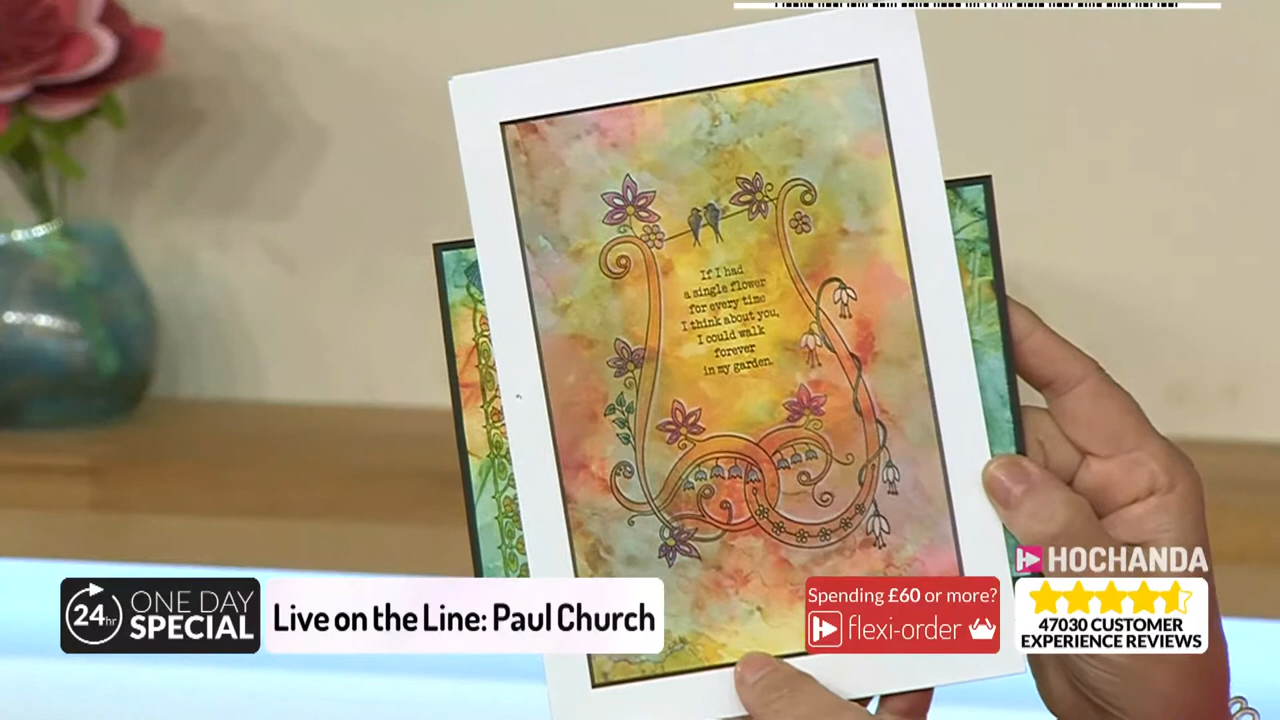 If I had
a single flower
for every time
I think about you,
I could walk
forever
in my garden.
24hr ONE DAY
SPECIAL
Live on the Line: Paul Church
Spending £60 or more?
flexi-order
HOCHANDA
47030 CUSTOMER
EXPERIENCE REVIEWS